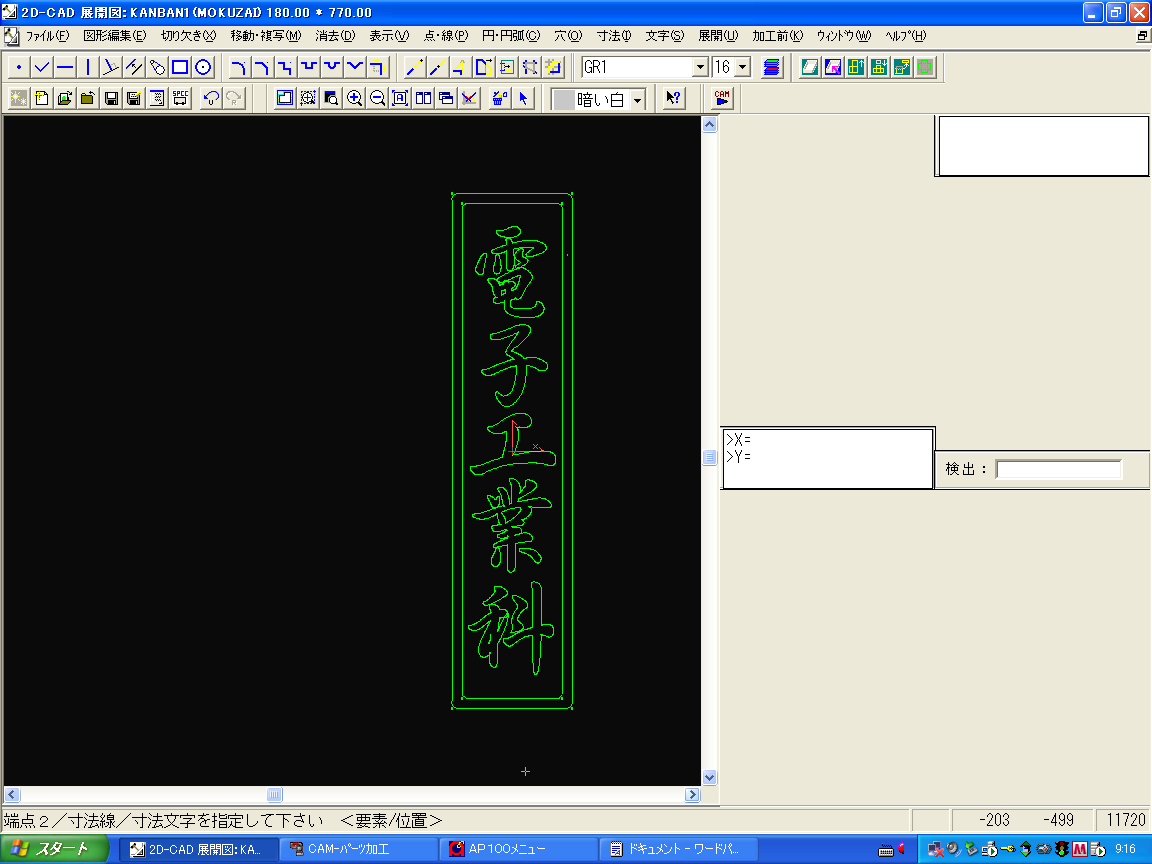 2D-CAD 展開図: KANBAN1(MOKUZAI) 180.00 * 770.00
ファイル(F) 図形編集(E) 切り欠き(X) 移動・複写(M) 消去(D) 表示(V) 点・線(P) 円・円弧(C) 穴(O) 寸法(I) 文字(S) 展開(U) 加工前(K) ウィンドウ(W) ヘルプ(H)
GR1 16
SPEC 暗い白 CAM
電子工業科
>X=
>Y=
検出：
端点２／寸法線／寸法文字を指定して下さい ＜要素/位置＞ -203 -499 11720
スタート 2D-CAD 展開図: KA... CAM-パーツ加工 AP100メニュー ドキュメント - ワードパ... 9:16